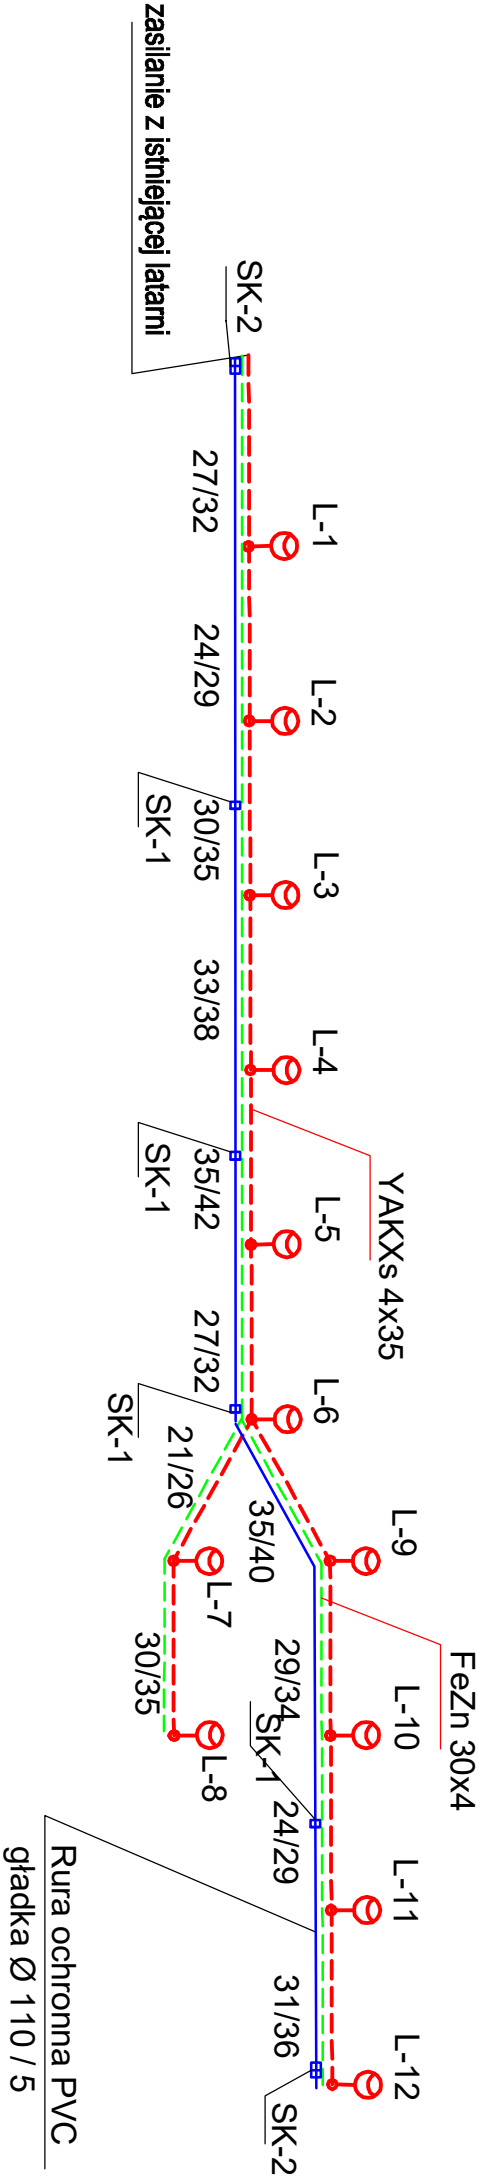 zasilanie z istniejącej latarni
SK-2
27/32
L-1
24/29
L-2
SK-1
30/35
L-3
33/38
L-4
YAKXs 4x35
SK-1
35/42
L-5
27/32
L-6
SK-1
21/26
35/40
L-9
L-7
FeZn 30x4
30/35
29/34
L-10
L-8
SK-1
24/29
L-11
Rura ochronna PVC
gładka Ø 110 / 5
31/36
L-12
SK-2